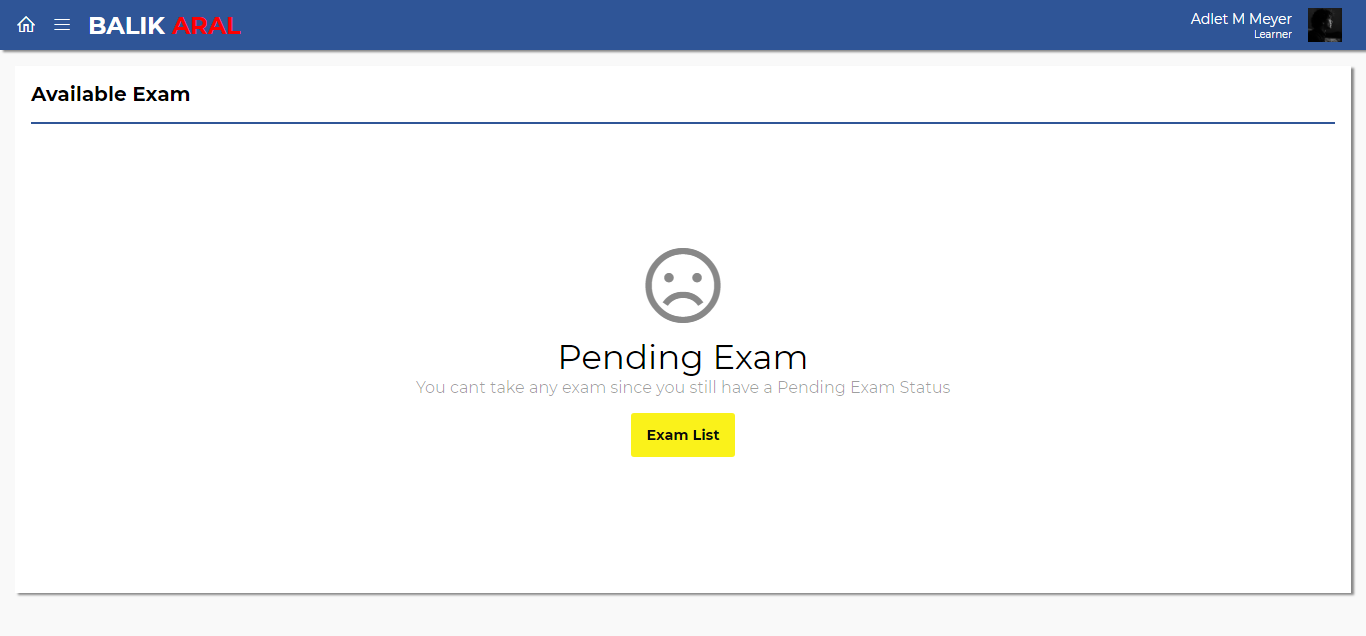 BALIK ARAL
Adlet M Meyer
Learner
Available Exam
Pending Exam
You cant take any exam since you still have a Pending Exam Status
Exam List